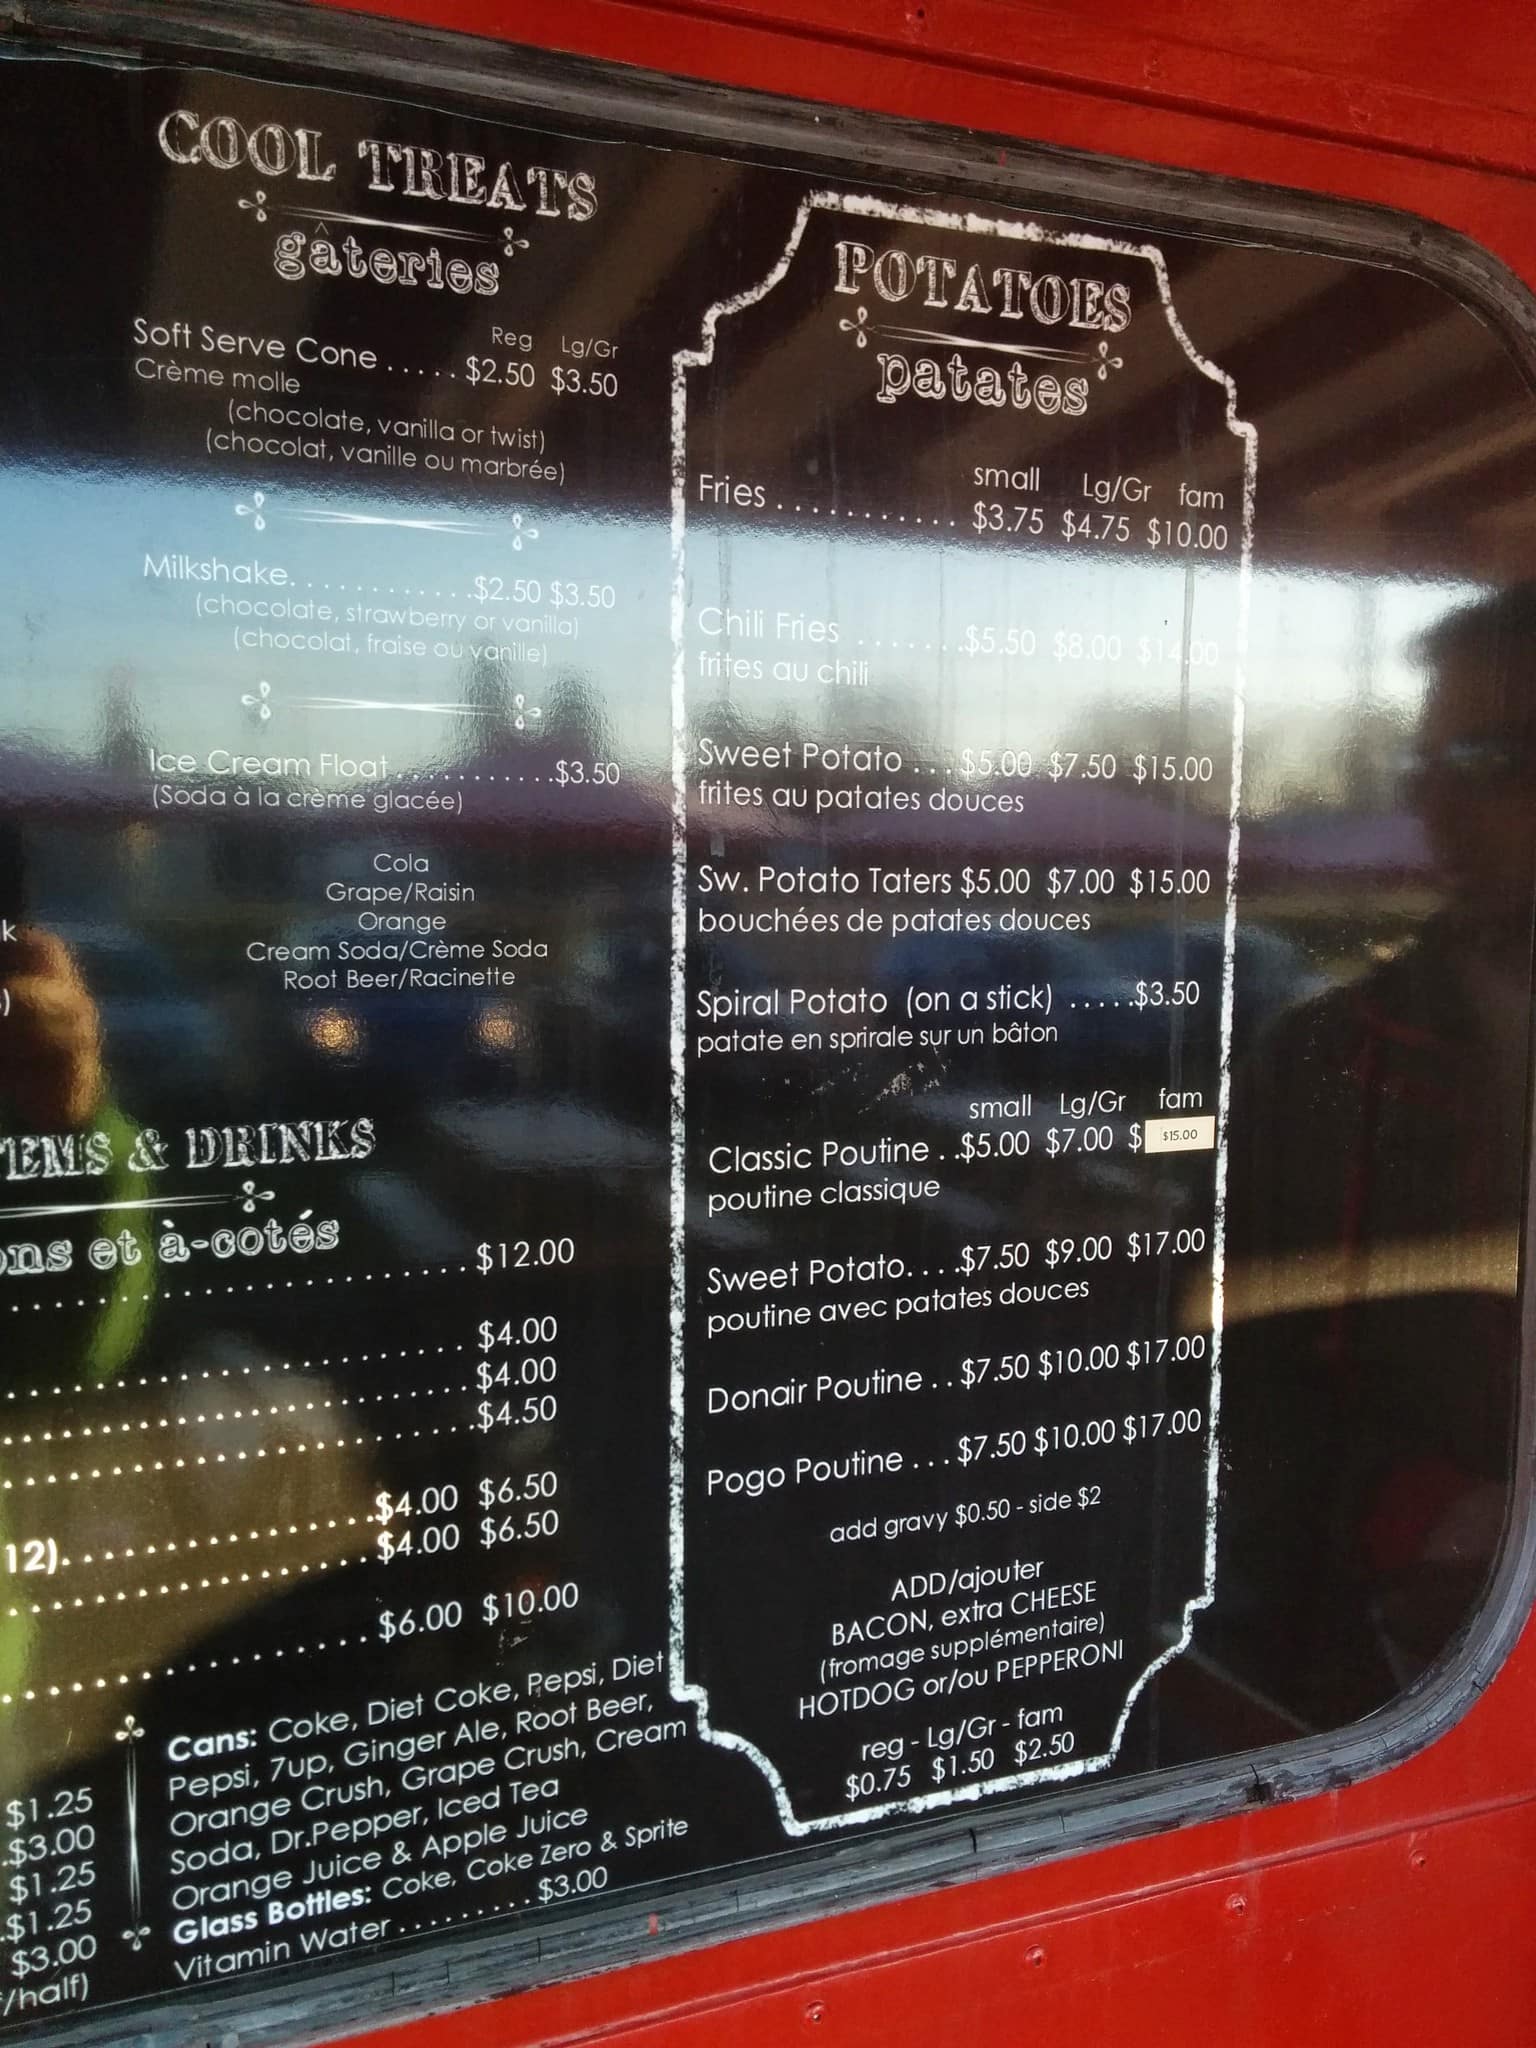 COOL TREATS
gâteries
Reg Lg/Gr
Soft Serve Cone ..... $2.50 $3.50
Crème molle
(chocolate, vanilla or twist)
(chocolat, vanille ou marbrée)
Milkshake............$2.50 $3.50
(chocolate, strawberry or vanilla)
(chocolat, fraise ou vanille)
Ice Cream Float............$3.50
(Soda à la crème glacée)
Cola
Grape/Raisin
Orange
Cream Soda/Crème Soda
Root Beer/Racinette
& DRINKS
et à-cotés
$12.00
$4.00
$4.00
$4.50
$4.00 $6.50
12)...................$4.00 $6.50
$6.00 $10.00
$1.25
$3.00
$1.25
$1.25
$3.00
/half)
Cans: Coke, Diet Coke, Pepsi, Diet
Pepsi, 7up, Ginger Ale, Root Beer,
Orange Crush, Grape Crush, Cream
Soda, Dr.Pepper, Iced Tea
Orange Juice & Apple Juice
Glass Bottles: Coke, Coke Zero & Sprite
Vitamin Water ......... $3.00
POTATOES
patates
small Lg/Gr fam
Fries ........... $3.75 $4.75 $10.00
Chili Fries .......$5.50 $8.00 $14.00
frites au chili
Sweet Potato ... $5.00 $7.50 $15.00
frites au patates douces
Sw. Potato Taters $5.00 $7.00 $15.00
bouchées de patates douces
Spiral Potato (on a stick) .....$3.50
patate en sprirale sur un bâton
small Lg/Gr fam
Classic Poutine ..$5.00 $7.00 $ $15.00
poutine classique
Sweet Potato....$7.50 $9.00 $17.00
poutine avec patates douces
Donair Poutine .. $7.50 $10.00 $17.00
Pogo Poutine ... $7.50 $10.00 $17.00
add gravy $0.50 - side $2
ADD/ajouter
BACON, extra CHEESE
(fromage supplémentaire)
HOTDOG or/ou PEPPERONI
reg - Lg/Gr - fam
$0.75 $1.50 $2.50